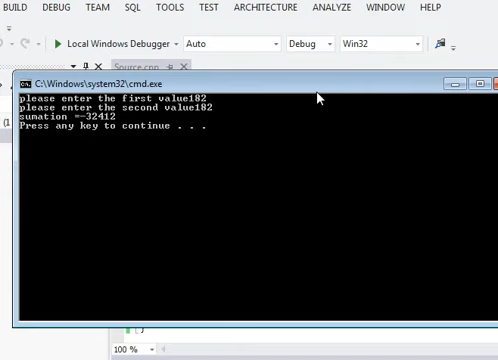 BUILD DEBUG TEAM SQL TOOLS TEST ARCHITECTURE ANALYZE WINDOW HELP
Local Windows Debugger Auto Debug Win32
Source.cpp
C:\Windows\system32\cmd.exe
please enter the first value182
please enter the second value182
sumation =-32412
Press any key to continue . . .
(1
}
100 %